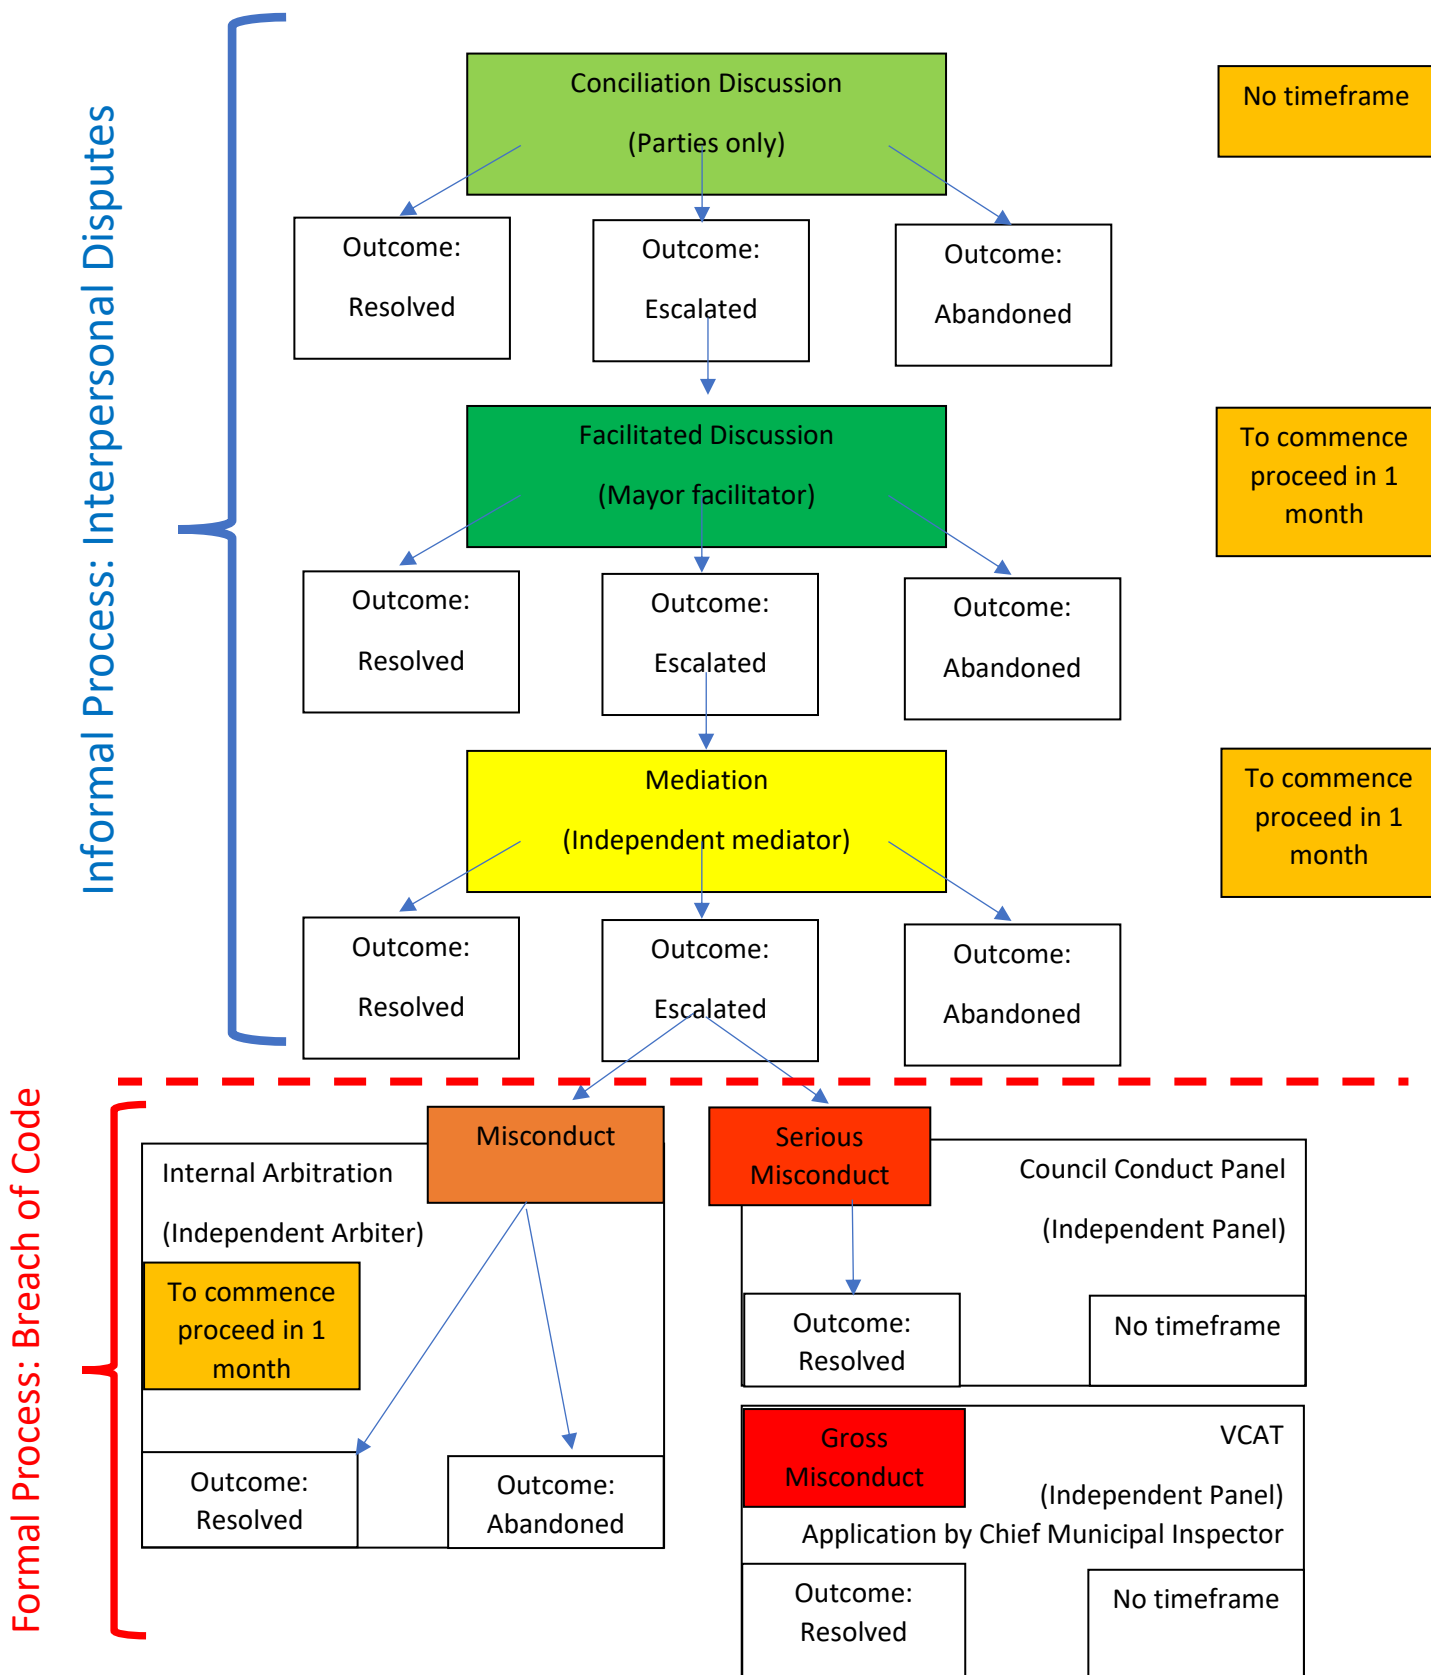 Informal Process: Interpersonal Disputes
Conciliation Discussion
(Parties only)
No timeframe
Outcome:
Resolved
Outcome:
Escalated
Outcome:
Abandoned
Facilitated Discussion
(Mayor facilitator)
To commence
proceed in 1
month
Outcome:
Resolved
Outcome:
Escalated
Outcome:
Abandoned
Mediation
(Independent mediator)
To commence
proceed in 1
month
Outcome:
Resolved
Outcome:
Escalated
Outcome:
Abandoned
Formal Process: Breach of Code
Misconduct
Internal Arbitration
(Independent Arbiter)
To commence
proceed in 1
month
Outcome:
Resolved
Outcome:
Abandoned
Serious
Misconduct
Council Conduct Panel
(Independent Panel)
Outcome:
Resolved
No timeframe
Gross
Misconduct
VCAT
(Independent Panel)
Application by Chief Municipal Inspector
Outcome:
Resolved
No timeframe